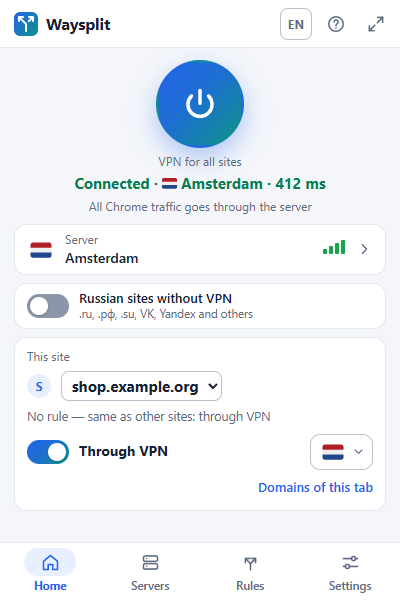 Waysplit
EN
VPN for all sites
Connected · Amsterdam · 412 ms
All Chrome traffic goes through the server
Server
Amsterdam
Russian sites without VPN
.ru, .рф, .su, VK, Yandex and others
This site
S
shop.example.org
No rule — same as other sites: through VPN
Through VPN
Domains of this tab
Home
Servers
Rules
Settings